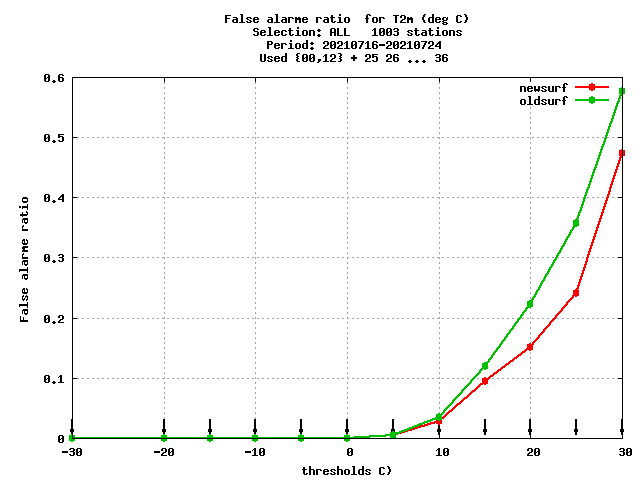 False alarme ratio  for T2m (deg C)
Selection: ALL   1003 stations
Period: 20210716-20210724
Used {00,12} + 25 26 ... 36
newsurf
oldsurf
0.6
0.5
0.4
0.3
0.2
0.1
0
False alarme ratio
-30 -20 -10 0 10 20 30
thresholds C)